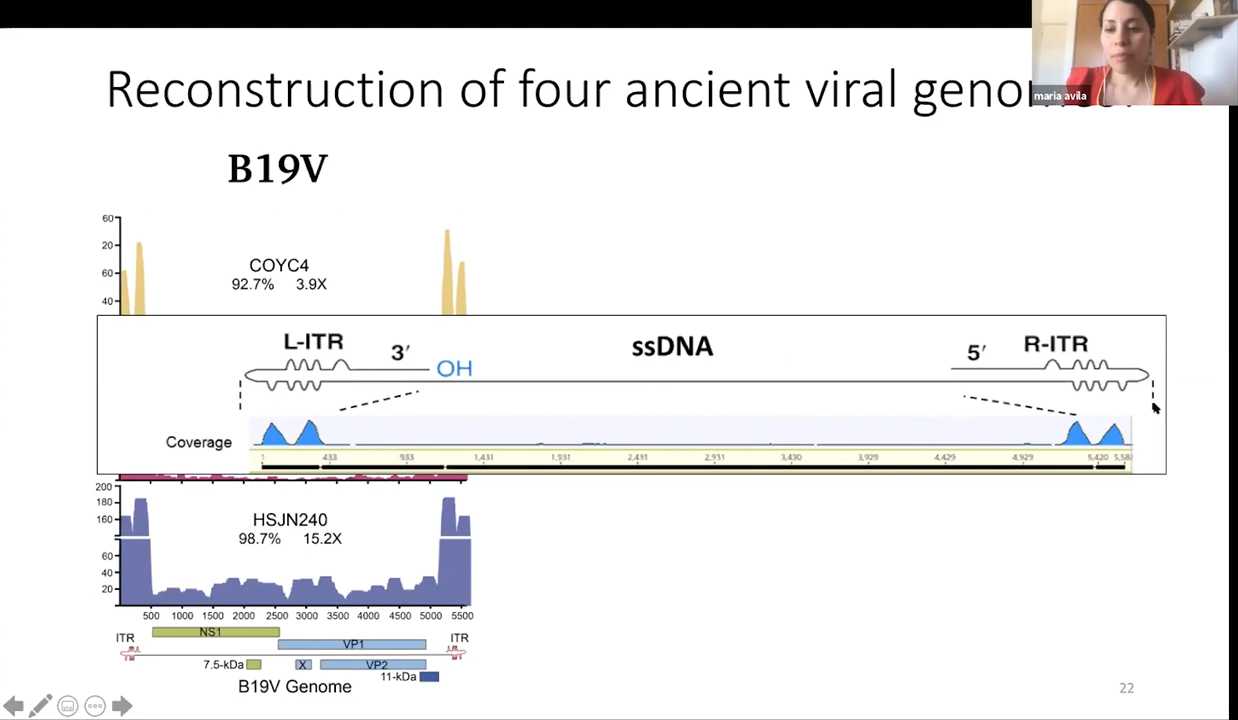 Reconstruction of four ancient viral
maria avila
B19V
60
20
60
40
COYC4
92.7% 3.9X
L-ITR
3′
OH
ssDNA
5′
R-ITR
Coverage
1 433 933 1,431 1,931 2,431 2,931 3,430 3,929 4,429 4,929 5,420
200
180
160
60
40
20
HSJN240
98.7% 15.2X
500 1000 1500 2000 2500 3000 3500 4000 4500 5000 5500
ITR
NS1
VP1
ITR
7.5-kDa
X
VP2
11-kDa
B19V Genome
22